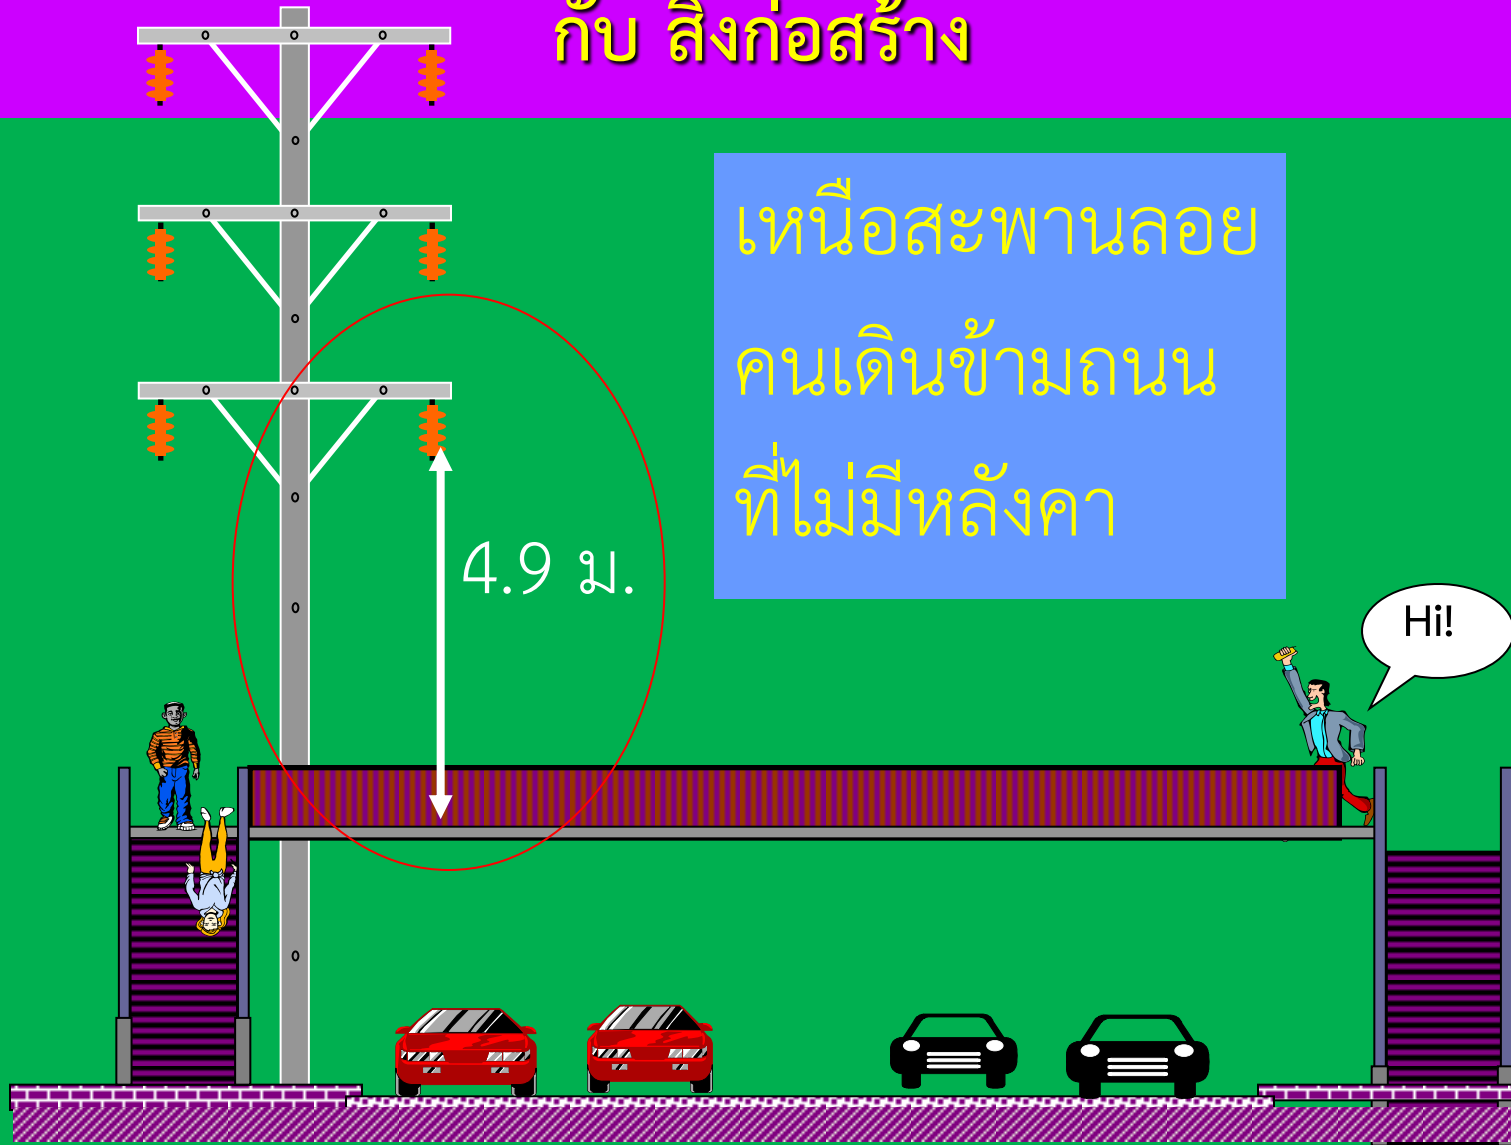 กับ สิ่งก่อสร้าง
เหนือสะพานลอย
คนเดินข้ามถนน
ที่ไม่มีหลังคา
4.9 ม.
Hi!